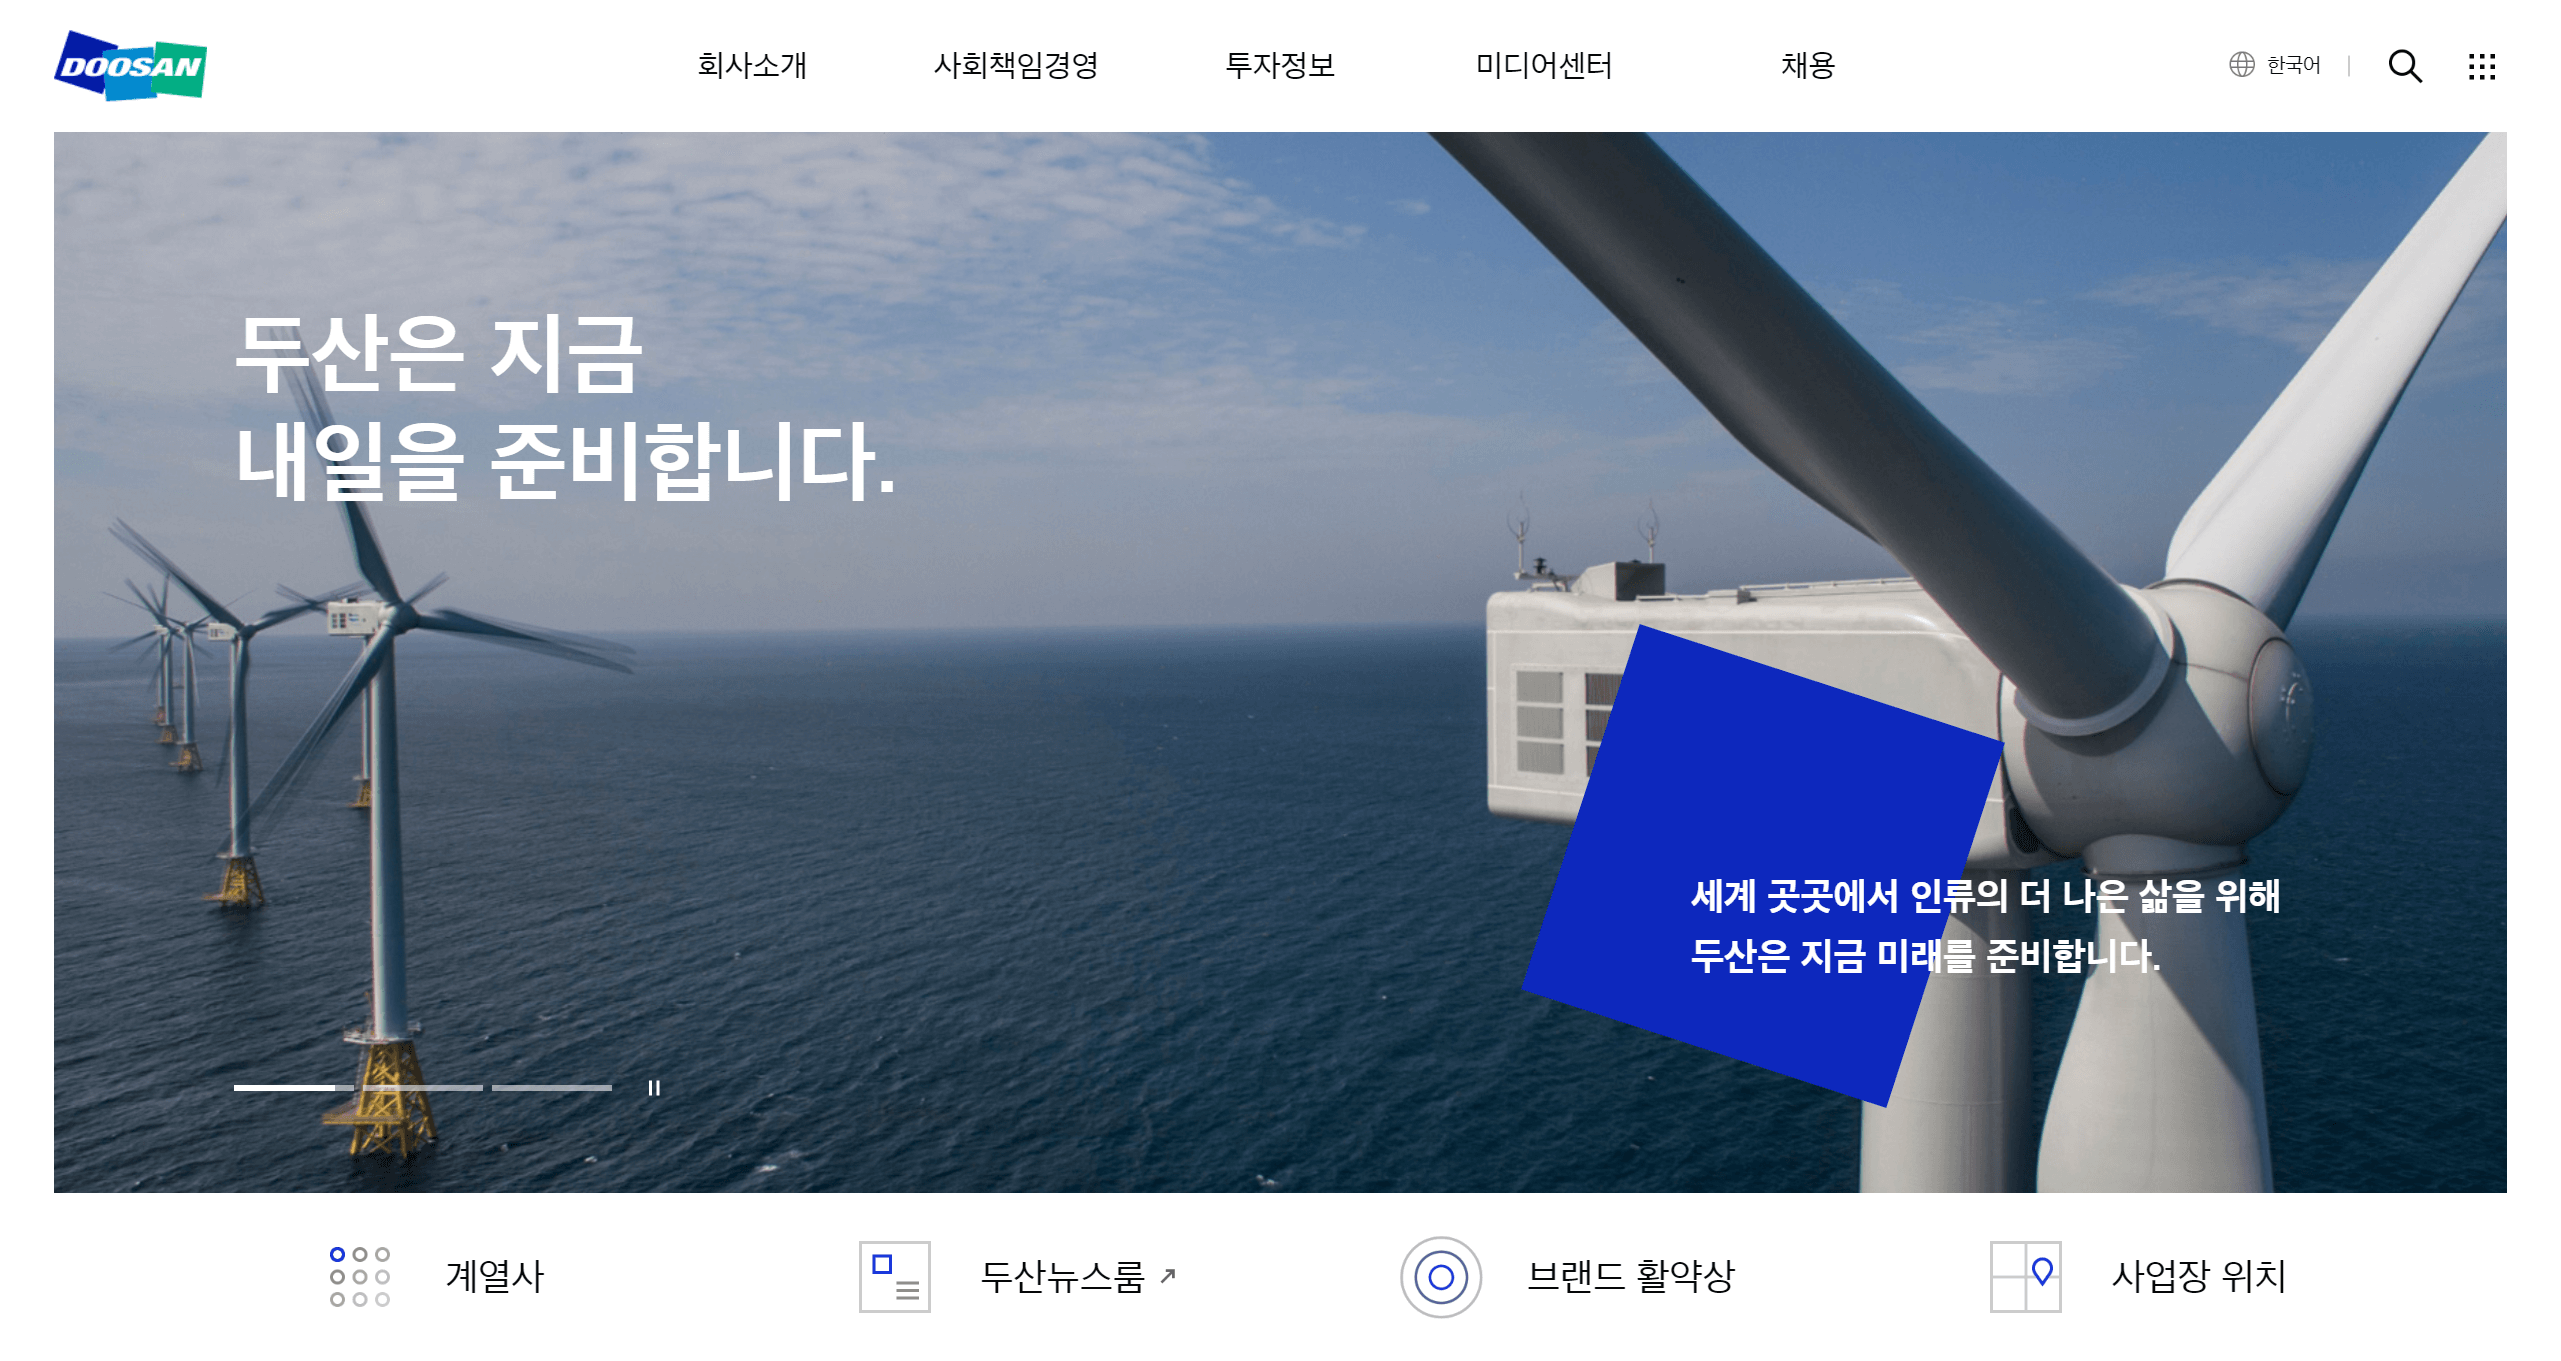 DOOSAN
회사소개
사회책임경영
투자정보
미디어센터
채용
한국어
두산은 지금
내일을 준비합니다.
세계 곳곳에서 인류의 더 나은 삶을 위해
두산은 지금 미래를 준비합니다.
계열사
두산뉴스룸
브랜드 활약상
사업장 위치